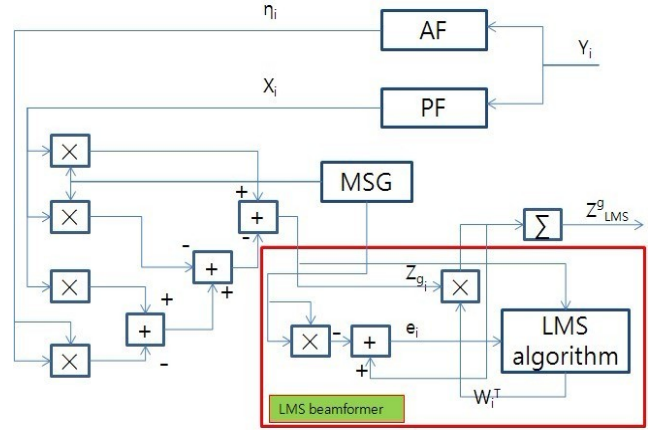 ηi
AF
Yi
Xi
PF
×
MSG
+
×
+
Z^g_LMS
-
-
+
Σ
+
+
Zgi
×
×
+
+
×
-
+
ei
LMS
algorithm
×
-
+
Wi^T
LMS beamformer